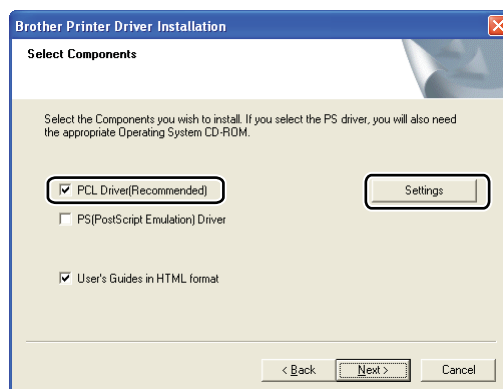 Brother Printer Driver Installation
Select Components
Select the Components you wish to install. If you select the PS driver, you will also need
the appropriate Operating System CD-ROM.
PCL Driver(Recommended)
Settings
PS(PostScript Emulation) Driver
User's Guides in HTML format
< Back
Next >
Cancel